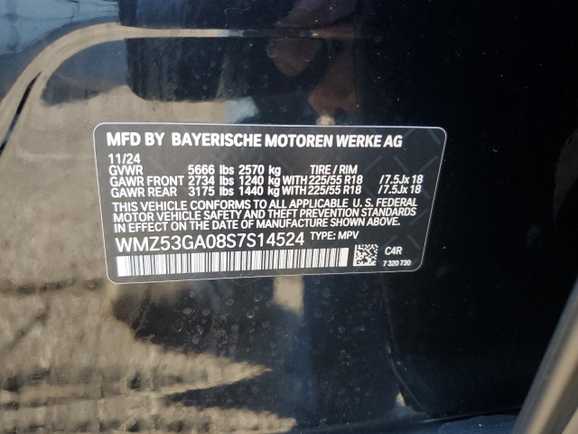 MFD BY BAYERISCHE MOTOREN WERKE AG
11/24
GVWR 5666 lbs 2570 kg TIRE / RIM
GAWR FRONT 2734 lbs 1240 kg WITH 225/55 R18 /7.5Jx 18
GAWR REAR 3175 lbs 1440 kg WITH 225/55 R18 /7.5Jx 18
THIS VEHICLE CONFORMS TO ALL APPLICABLE U. S. FEDERAL
MOTOR VEHICLE SAFETY, BUMPER, AND THEFT PREVENTION STANDARDS
IN EFFECT ON THE DATE OF MANUFACTURE SHOWN ABOVE.
WMZ53GA08S7S14524 TYPE: MPV
C4R
7 320 730